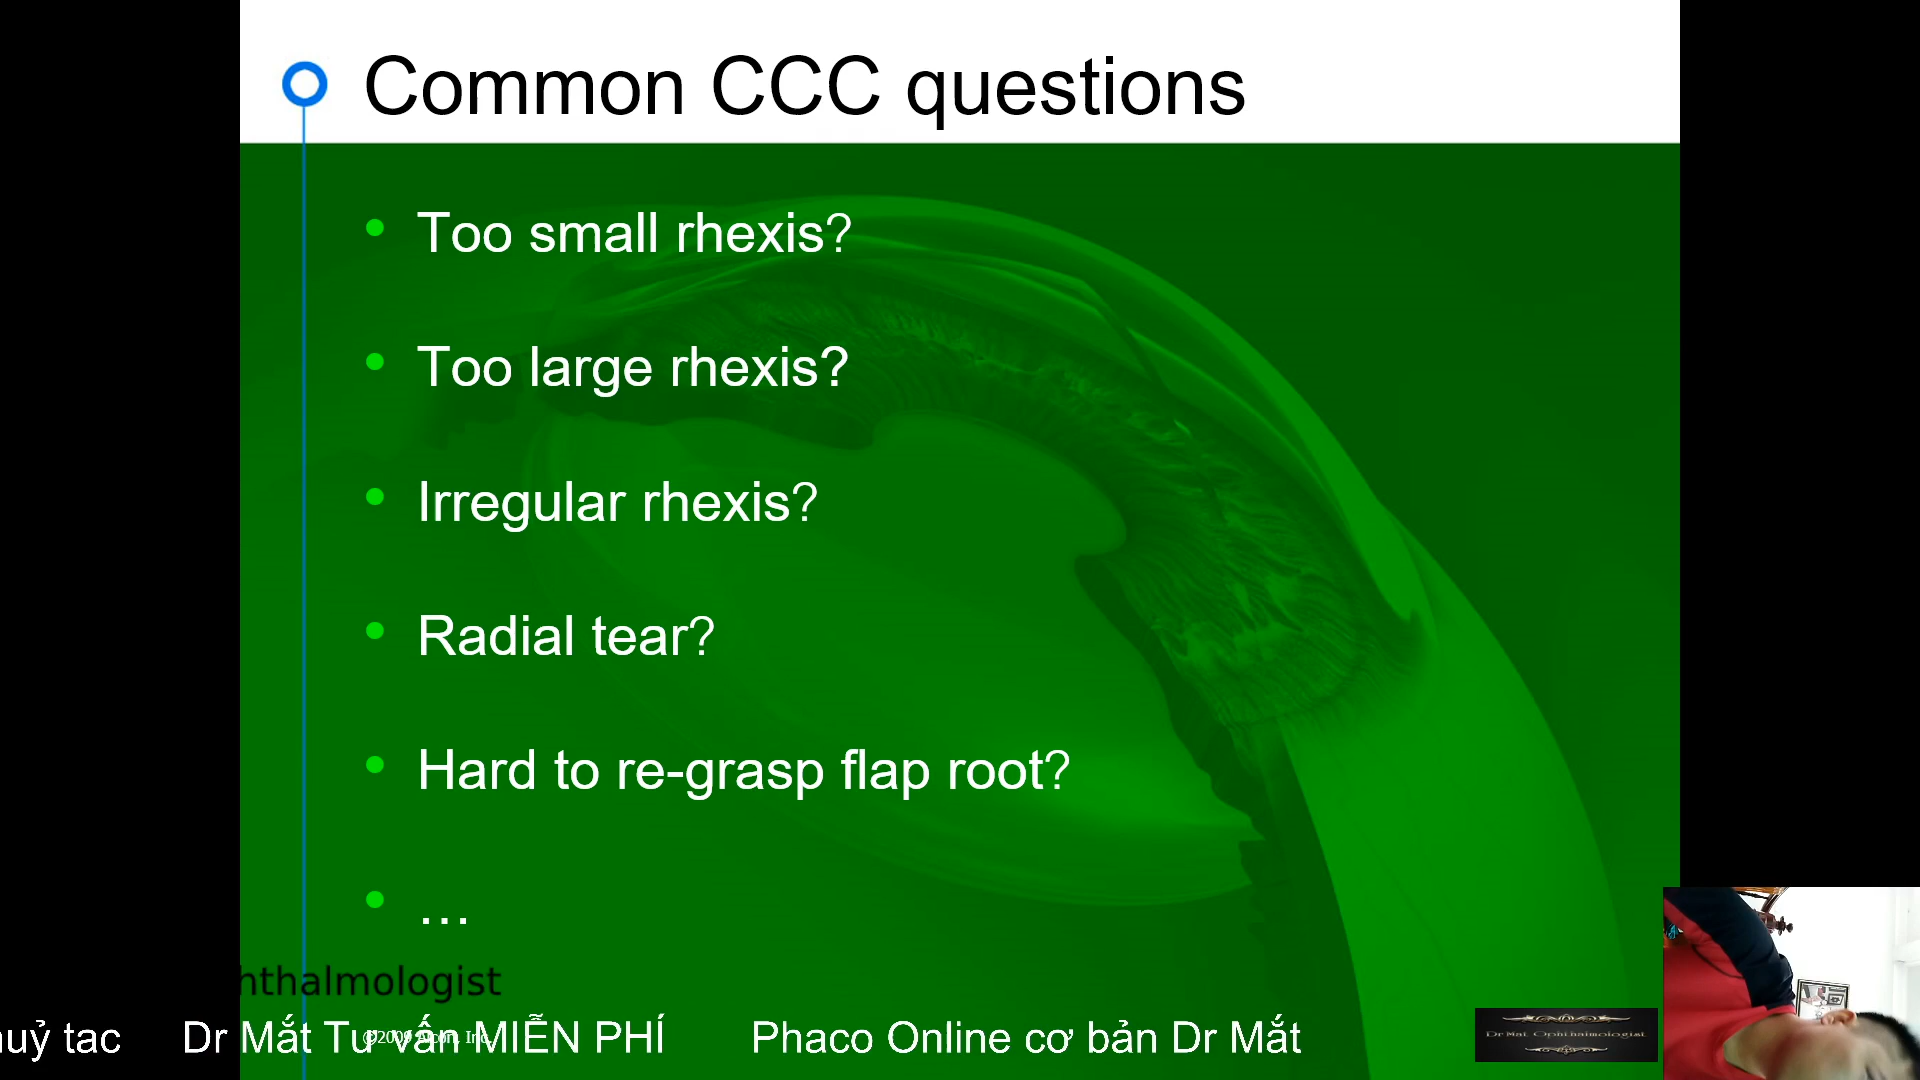 Common CCC questions
• Too small rhexis?
• Too large rhexis?
• Irregular rhexis?
• Radial tear?
• Hard to re-grasp flap root?
• …
hthalmologist
huỷ tac Dr Mắt Tư vấn MIỄN PHÍ Phaco Online cơ bản Dr Mắt
Dr Mat. Ophthalmologist.